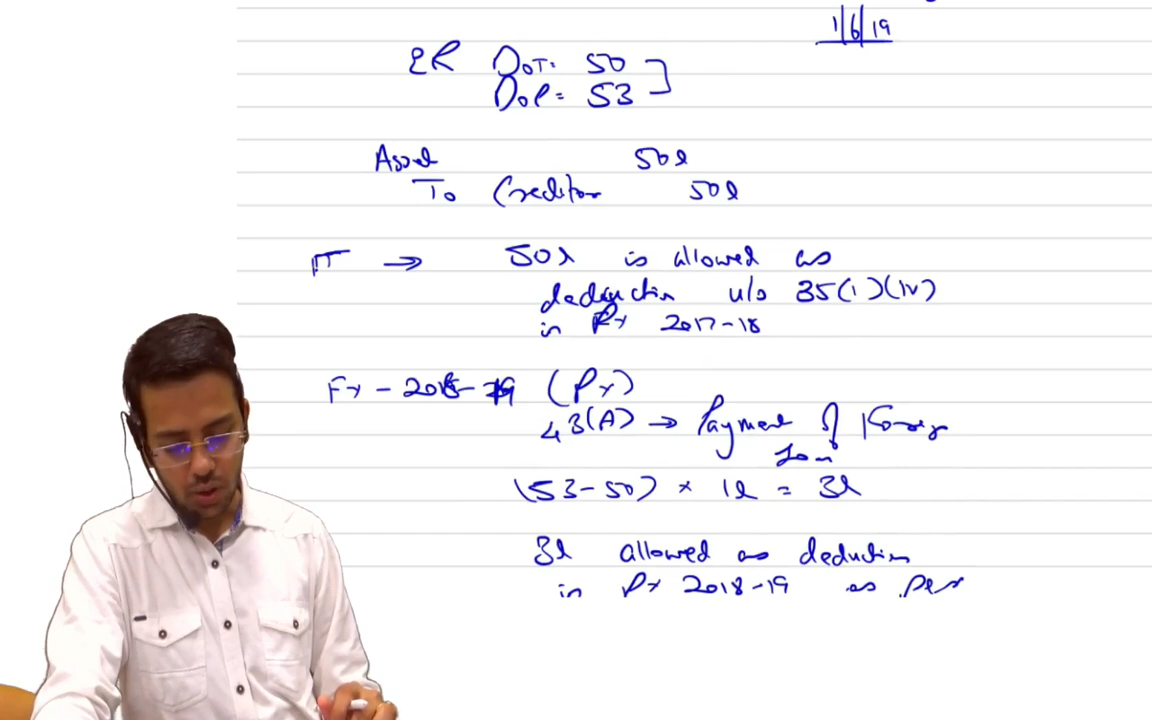 1/6/19
ER DOT = 50
DOP = 53
Asset 50l
To Creditor 50l
IT → 50l is allowed as
deduction u/s 35(1)(iv)
in PY 2017-18
FY - 2018-19 (PY)
43(A) → Payment of Foreign
Loan
(53-50) × 1l = 3l
3l allowed as deduction
in PY 2018-19 as per